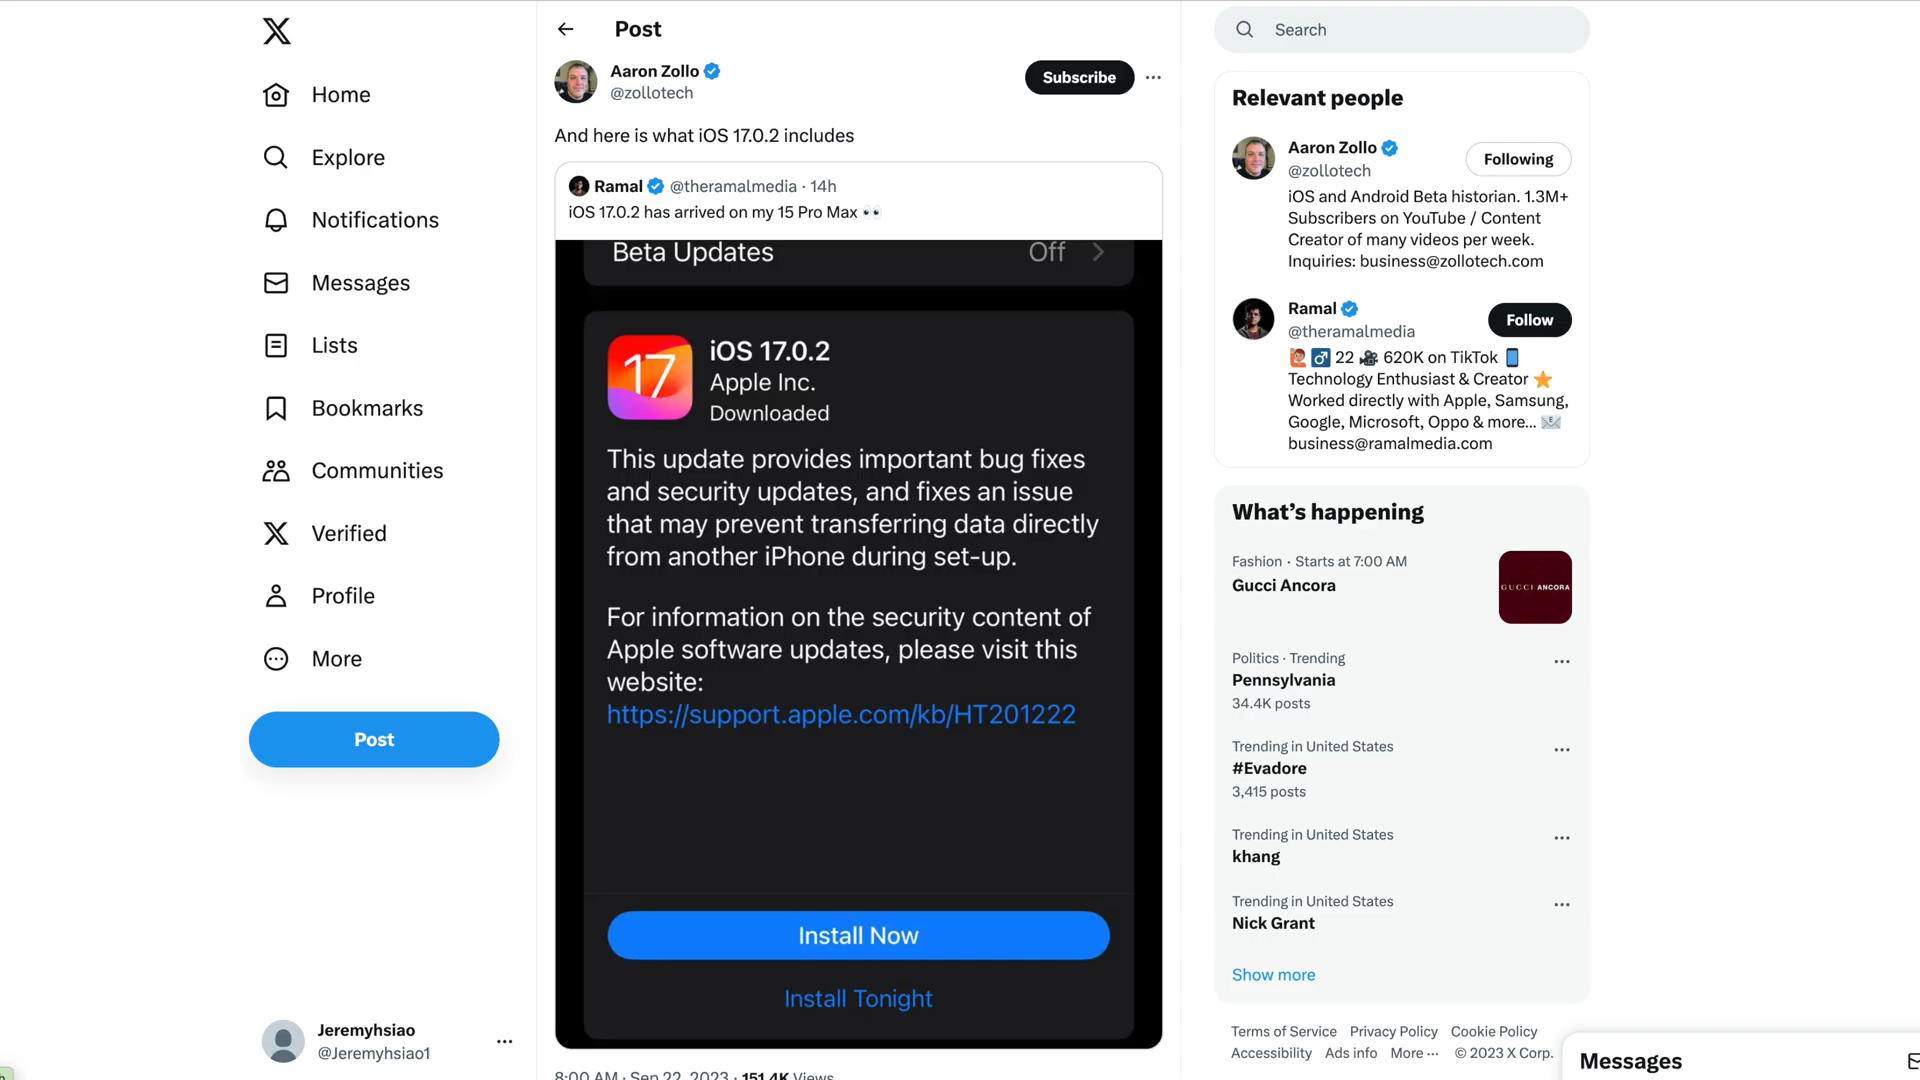 Home
Explore
Notifications
Messages
Lists
Bookmarks
Communities
Verified
Profile
More
Post
Jeremyhsiao
@Jeremyhsiao1
Post
Aaron Zollo
@zollotech
Subscribe
And here is what iOS 17.0.2 includes
Ramal @theramalmedia · 14h
iOS 17.0.2 has arrived on my 15 Pro Max 👀
Beta Updates Off
17
iOS 17.0.2
Apple Inc.
Downloaded
This update provides important bug fixes
and security updates, and fixes an issue
that may prevent transferring data directly
from another iPhone during set-up.
For information on the security content of
Apple software updates, please visit this
website:
https://support.apple.com/kb/HT201222
Install Now
Install Tonight
8:00 AM · Sep 22, 2023 · 151.4K Views
Search
Relevant people
Aaron Zollo
@zollotech
Following
iOS and Android Beta historian. 1.3M+
Subscribers on YouTube / Content
Creator of many videos per week.
Inquiries: business@zollotech.com
Ramal
@theramalmedia
Follow
22 🎥 620K on TikTok 📱
Technology Enthusiast & Creator ⭐
Worked directly with Apple, Samsung,
Google, Microsoft, Oppo & more... 📧
business@ramalmedia.com
What's happening
Fashion · Starts at 7:00 AM
Gucci Ancora
GUCCI ANCORA
Politics · Trending
Pennsylvania
34.4K posts
Trending in United States
#Evadore
3,415 posts
Trending in United States
khang
Trending in United States
Nick Grant
Show more
Terms of Service Privacy Policy Cookie Policy
Accessibility Ads info More ··· © 2023 X Corp.
Messages